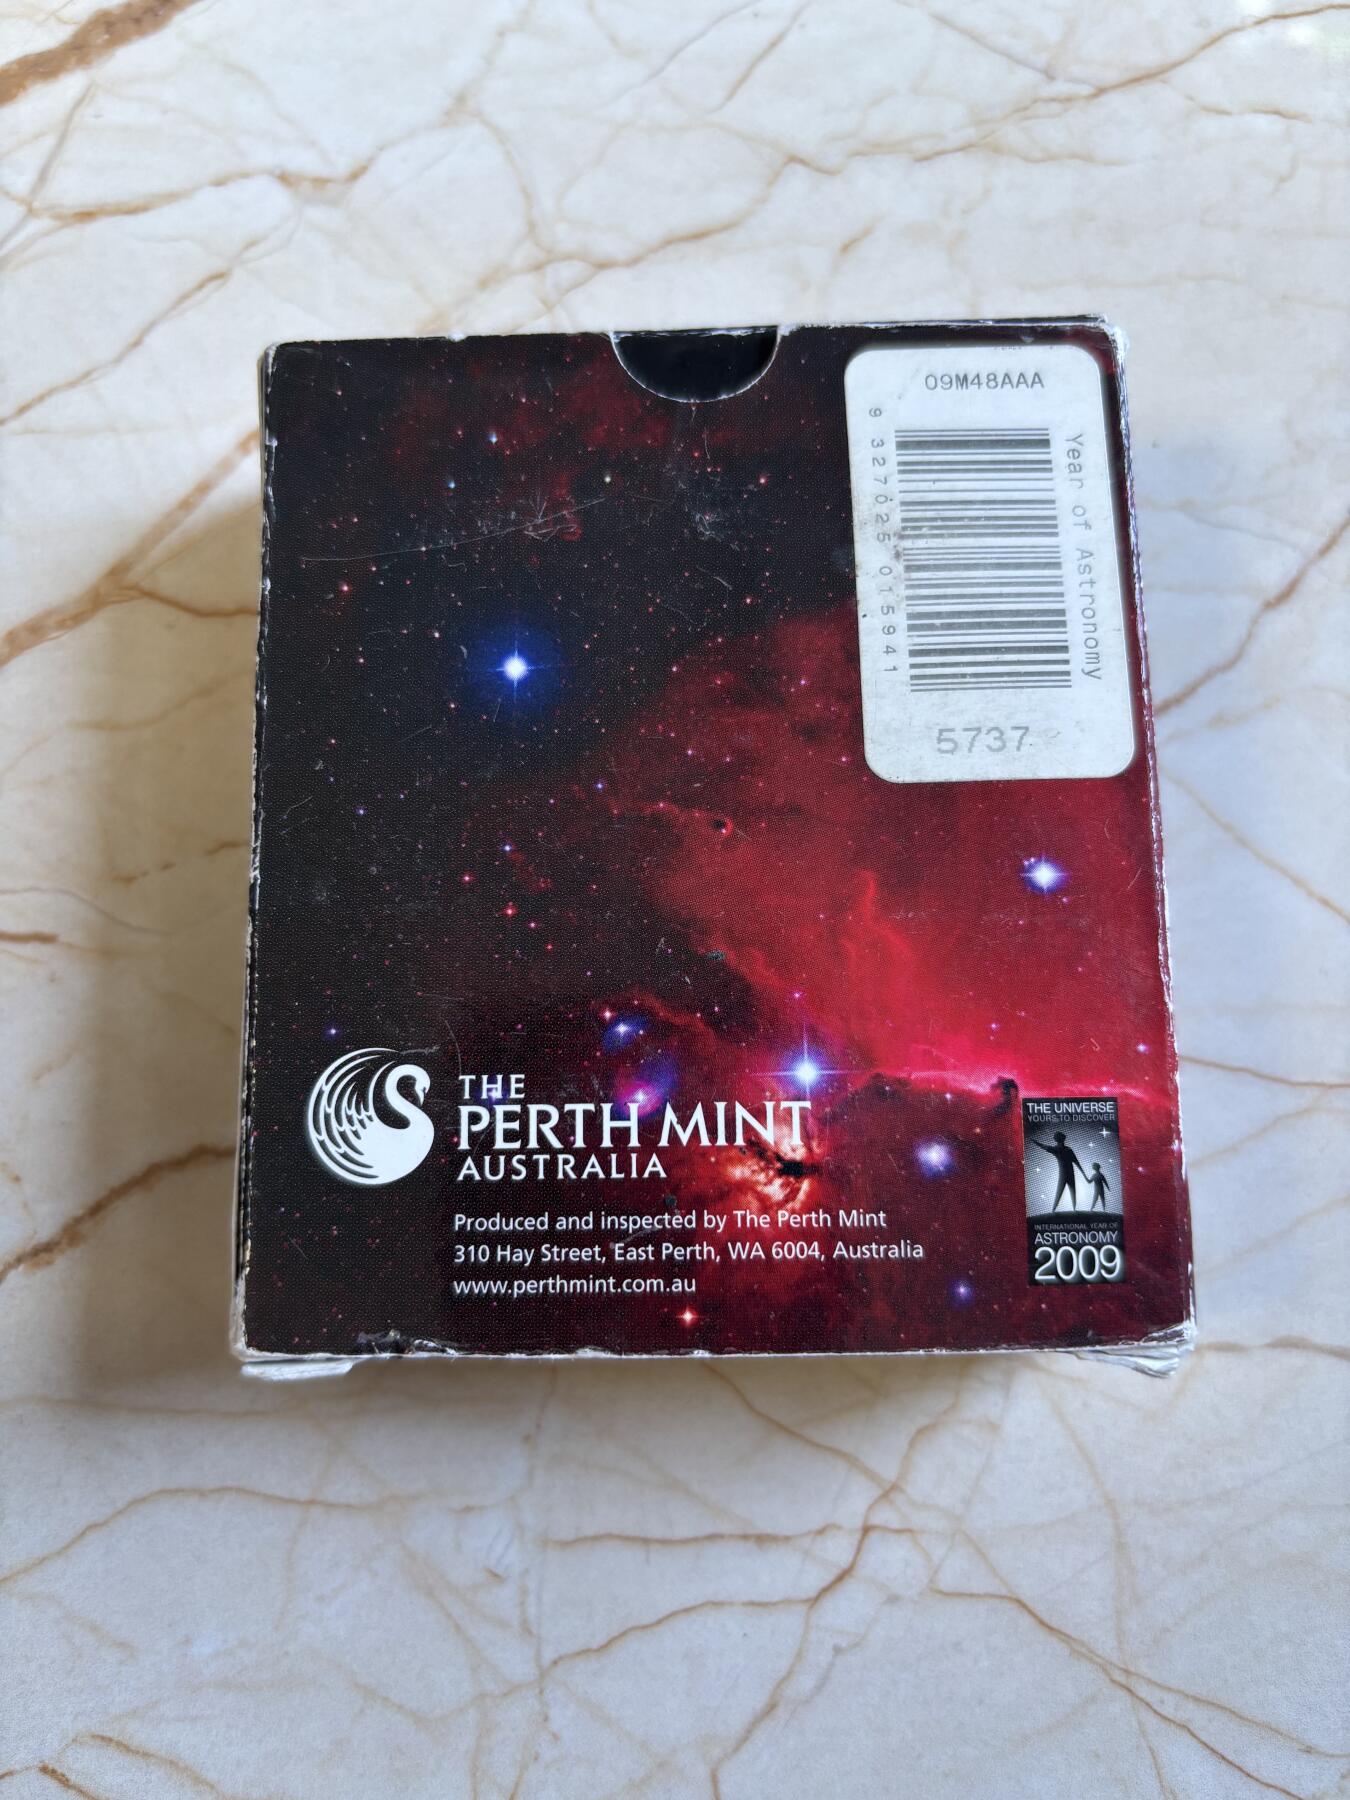 09M48AAA
9 327025 015941
Year of Astronomy
5737
THE
PERTH MINT
AUSTRALIA
Produced and inspected by The Perth Mint
310 Hay Street, East Perth, WA 6004, Australia
www.perthmint.com.au
THE UNIVERSE
YOURS TO DISCOVER
INTERNATIONAL YEAR OF
ASTRONOMY
2009